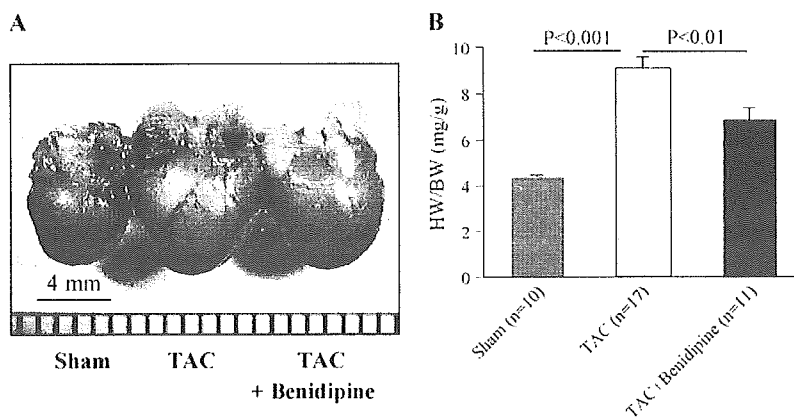 A
4 mm
Sham TAC TAC
+ Benidipine
B
P<0.001 P<0.01
HW/BW (mg/g)
10
8
6
4
2
0
Sham (n=10)
TAC (n=17)
TAC+Benidipine (n=11)